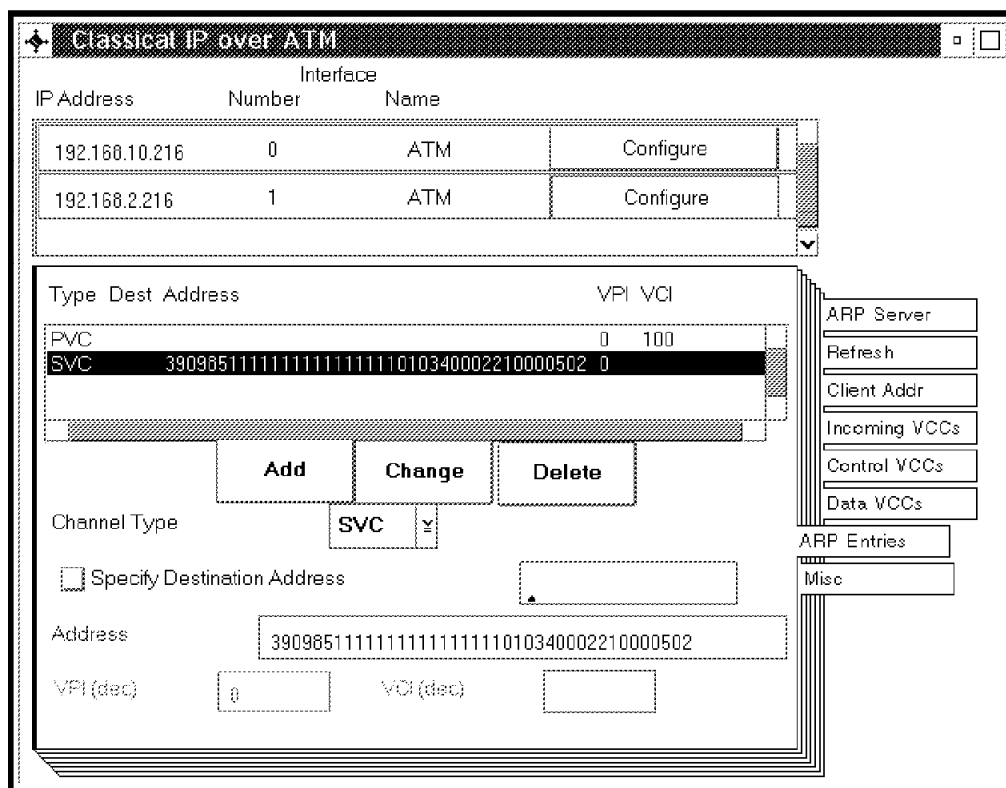 Classical IP over ATM
Interface
IP Address Number Name
192.168.10.216 0 ATM Configure
192.168.2.216 1 ATM Configure
Type Dest Address VPI VCI
PVC 0 100
SVC 3909851111111111111111111010340002210000502 0
Add Change Delete
Channel Type SVC
Specify Destination Address
Address 3909851111111111111111111010340002210000502
VPI (dec) 0 VCI (dec)
ARP Server
Refresh
Client Addr
Incoming VCCs
Control VCCs
Data VCCs
ARP Entries
Misc